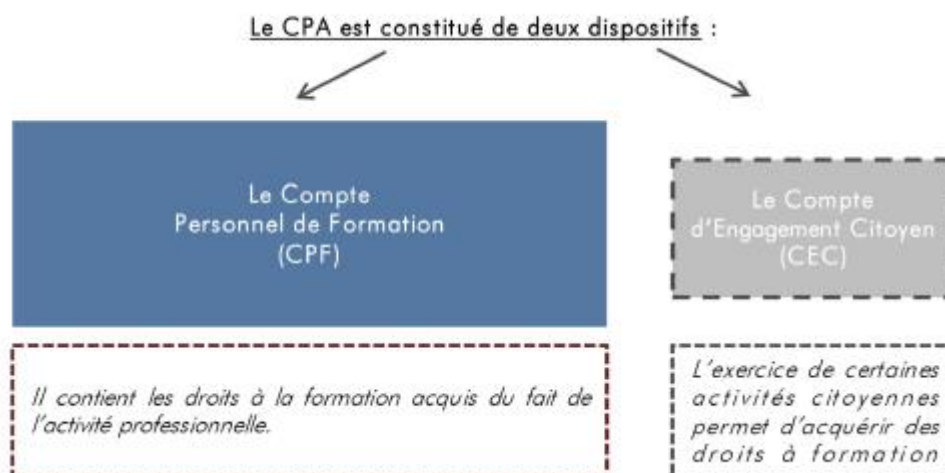 Le CPA est constitué de deux dispositifs :
Le Compte
Personnel de Formation
(CPF)
Le Compte
d'Engagement Citoyen
(CEC)
Il contient les droits à la formation acquis du fait de
l'activité professionnelle.
L'exercice de certaines
activités citoyennes
permet d'acquérir des
droits à formation